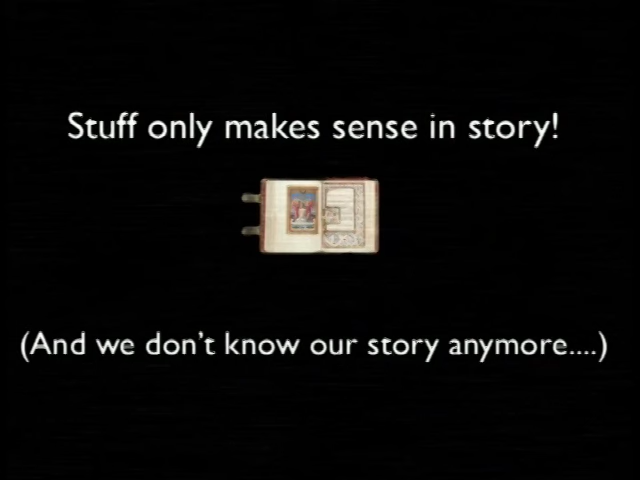 Stuff only makes sense in story!
(And we don't know our story anymore....)